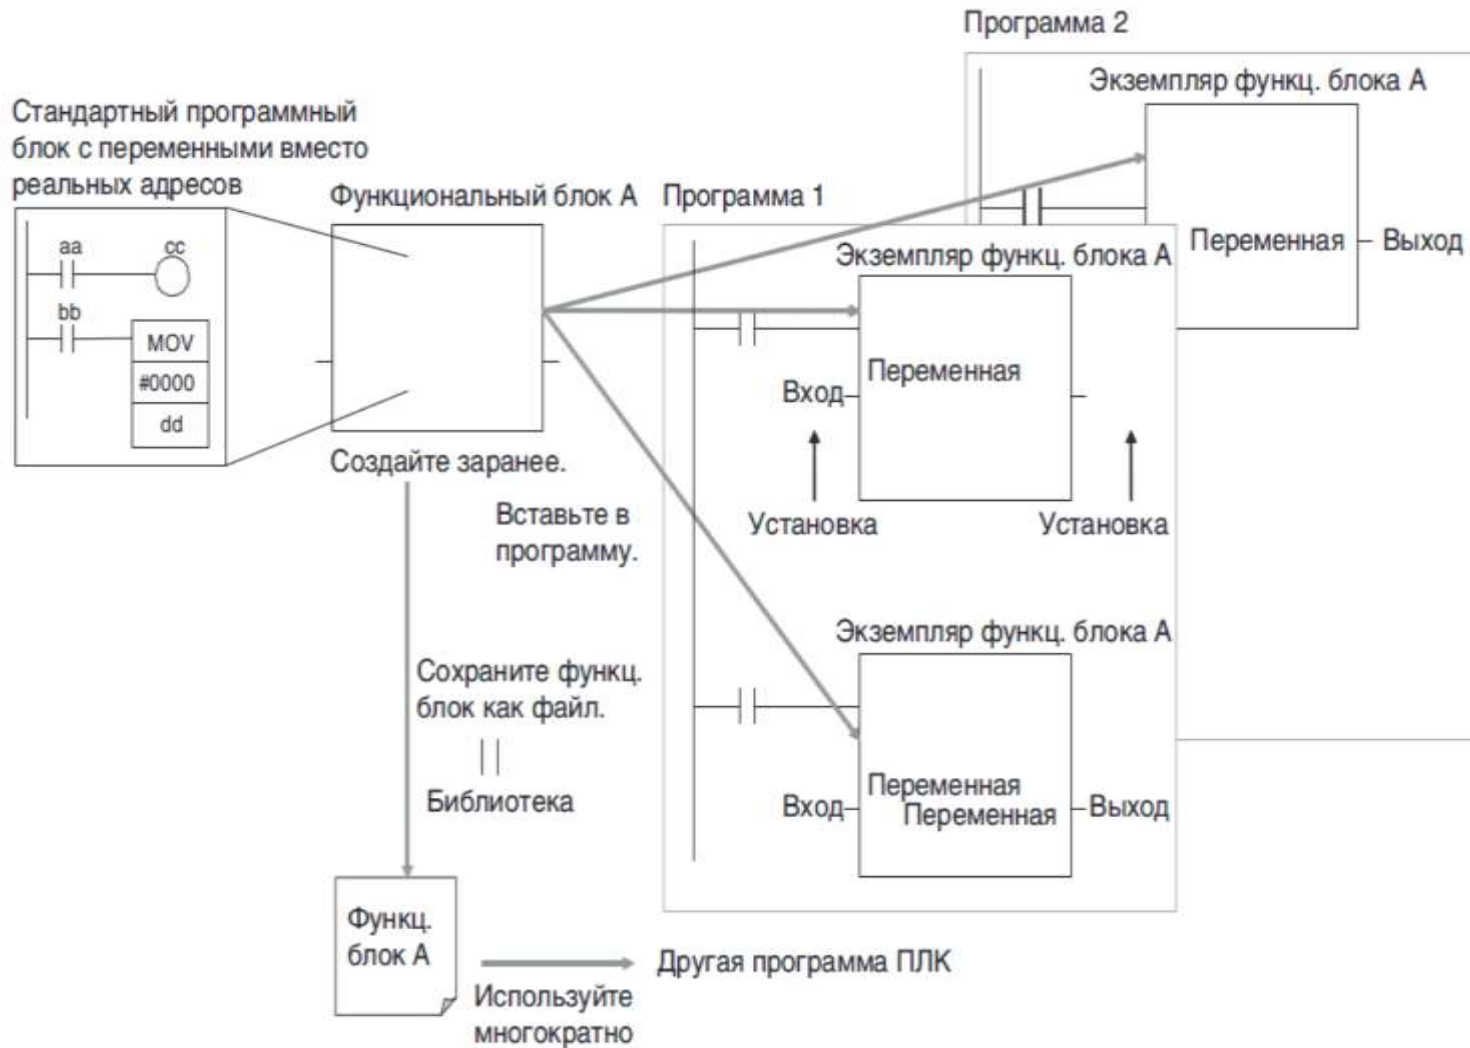 Программа 2
Экземпляр функц. блока А
Переменная
Выход
Стандартный программный
блок с переменными вместо
реальных адресов
aa
cc
bb
MOV
#0000
dd
Функциональный блок А
Создайте заранее.
Вставьте в
программу.
Программа 1
Экземпляр функц. блока А
Переменная
Вход
Установка
Установка
Экземпляр функц. блока А
Переменная
Переменная
Вход
Выход
Сохраните функц.
блок как файл.
Библиотека
Функц.
блок А
Используйте
многократно
Другая программа ПЛК